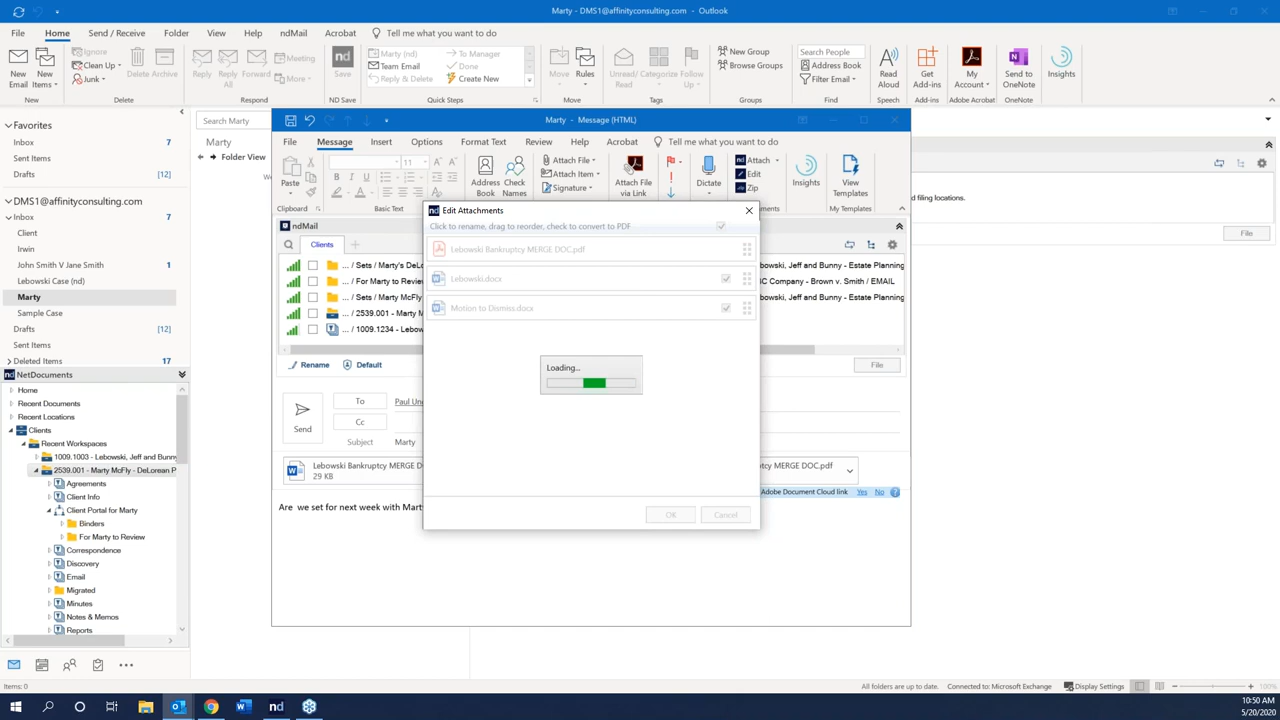 Marty - DMS1@affinityconsulting.com - Outlook
File Home Send / Receive Folder View Help ndMail Acrobat Tell me what you want to do
New Email
New Items
Ignore
Clean Up
Junk
Delete Archive
Reply
Reply All
Forward
Meeting
More
nd
Save
Marty (nd)
Team Email
Reply & Delete
To Manager
Done
Create New
Move
Rules
Unread/ Read
Categorize
Follow Up
New Group
Browse Groups
Search People
Address Book
Filter Email
Read Aloud
Get Add-ins
My Account
Send to OneNote
Insights
New Delete Respond ND Save Quick Steps Move Tags Groups Find Speech Add-ins Adobe Acrobat OneNote
Favorites
Inbox 7
Sent Items
Drafts [12]
DMS1@affinityconsulting.com
Inbox 7
Client
Irwin
John Smith V Jane Smith 1
Lebowski Case (nd)
Marty
Sample Case
Drafts [12]
Sent Items
Deleted Items 17
nd NetDocuments
Home
Recent Documents
Recent Locations
Clients
Recent Workspaces
1009.1003 - Lebowski, Jeff and Bunny
2539.001 - Marty McFly - DeLorean P
Agreements
Client Info
Client Portal for Marty
Binders
For Marty to Review
Correspondence
Discovery
Email
Migrated
Minutes
Notes & Memos
Reports
Search Marty
Marty
Folder View
Marty - Message (HTML)
File Message Insert Options Format Text Review Help Acrobat Tell me what you want to do
Paste
11
B I U
Address Book
Check Names
Attach File
Attach Item
Signature
Attach File via Link
Dictate
nd Attach
nd Edit
nd Zip
Insights
View Templates
Clipboard Basic Text My Templates
ndMail
Clients
... / Sets / Marty's DeLo
... / For Marty to Review
... / Sets / Marty McFly
... / 2539.001 - Marty M
... / 1009.1234 - Lebow
Rename Default
File
Send
To Paul Un
Cc
Subject Marty
Lebowski Bankruptcy MERGE D
29 KB
Are we set for next week with Mart
nd Edit Attachments
Click to rename, drag to reorder, check to convert to PDF
Lebowski Bankruptcy MERGE DOC.pdf
Lebowski.docx
Motion to Dismiss.docx
Loading...
OK Cancel
bowski, Jeff and Bunny - Estate Planning
C Company - Brown v. Smith / EMAIL
bowski, Jeff and Bunny - Estate Planning
tcy MERGE DOC.pdf
Adobe Document Cloud link Yes No
d filing locations.
File
Items: 0
All folders are up to date. Connected to: Microsoft Exchange Display Settings 100%
10:50 AM
5/20/2020